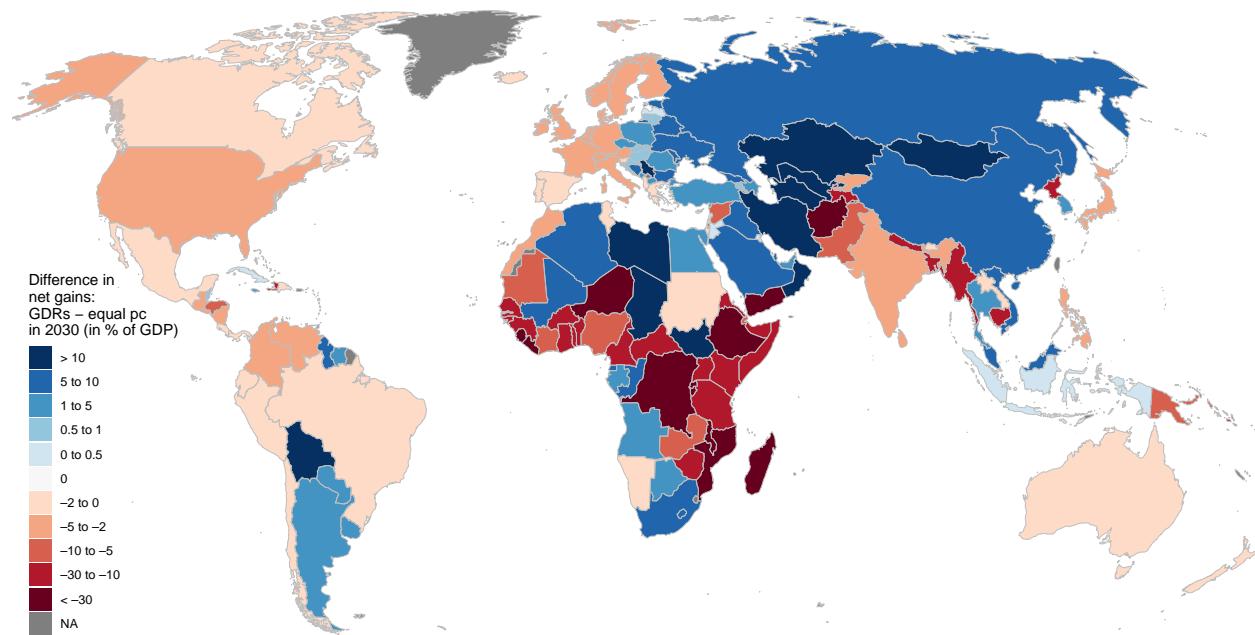 Difference in
net gains:
GDRs – equal pc
in 2030 (in % of GDP)
> 10
5 to 10
1 to 5
0.5 to 1
0 to 0.5
0
–2 to 0
–5 to –2
–10 to –5
–30 to –10
< –30
NA